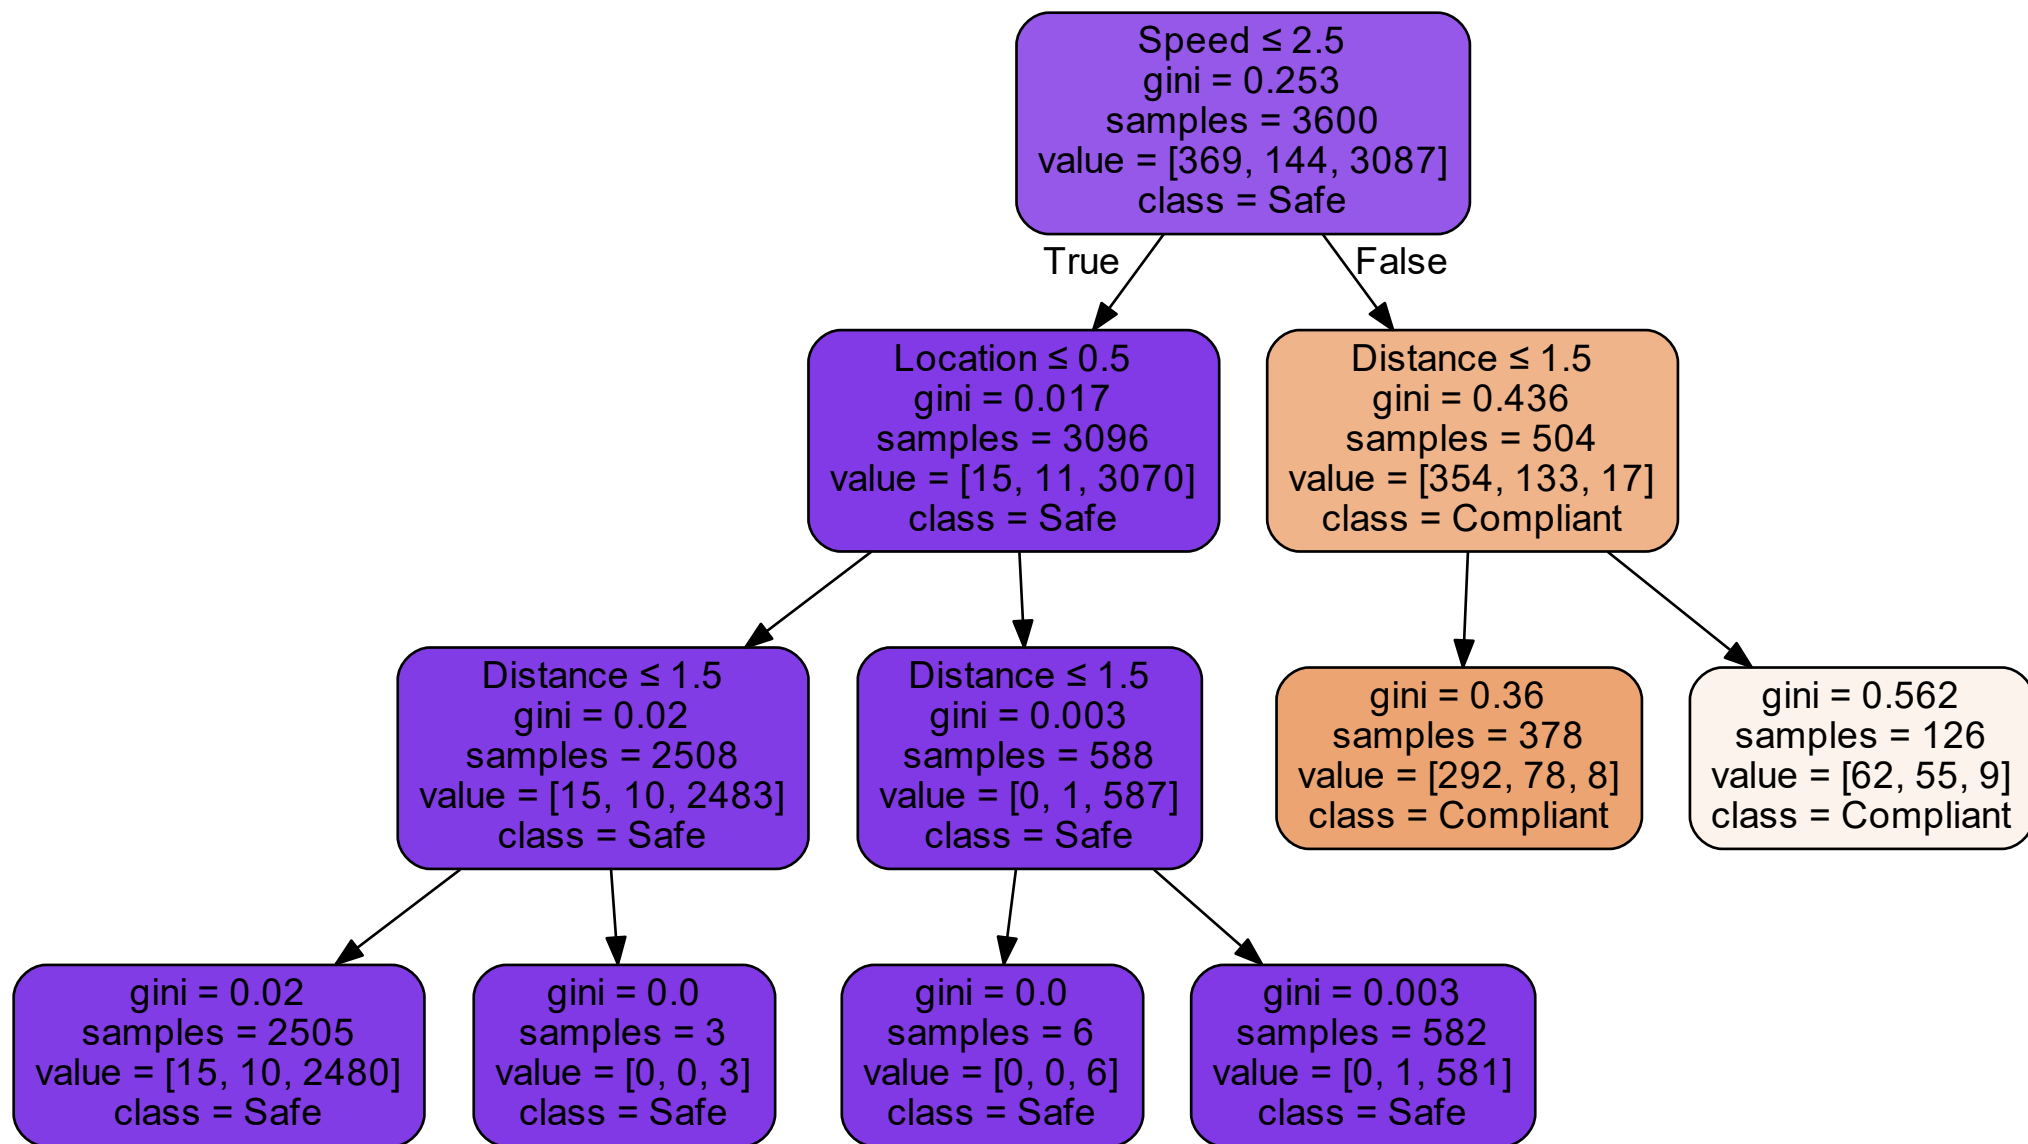 Speed ≤ 2.5
gini = 0.253
samples = 3600
value = [369, 144, 3087]
class = Safe
True
False
Location ≤ 0.5
gini = 0.017
samples = 3096
value = [15, 11, 3070]
class = Safe
Distance ≤ 1.5
gini = 0.436
samples = 504
value = [354, 133, 17]
class = Compliant
Distance ≤ 1.5
gini = 0.02
samples = 2508
value = [15, 10, 2483]
class = Safe
Distance ≤ 1.5
gini = 0.003
samples = 588
value = [0, 1, 587]
class = Safe
gini = 0.36
samples = 378
value = [292, 78, 8]
class = Compliant
gini = 0.562
samples = 126
value = [62, 55, 9]
class = Compliant
gini = 0.02
samples = 2505
value = [15, 10, 2480]
class = Safe
gini = 0.0
samples = 3
value = [0, 0, 3]
class = Safe
gini = 0.0
samples = 6
value = [0, 0, 6]
class = Safe
gini = 0.003
samples = 582
value = [0, 1, 581]
class = Safe